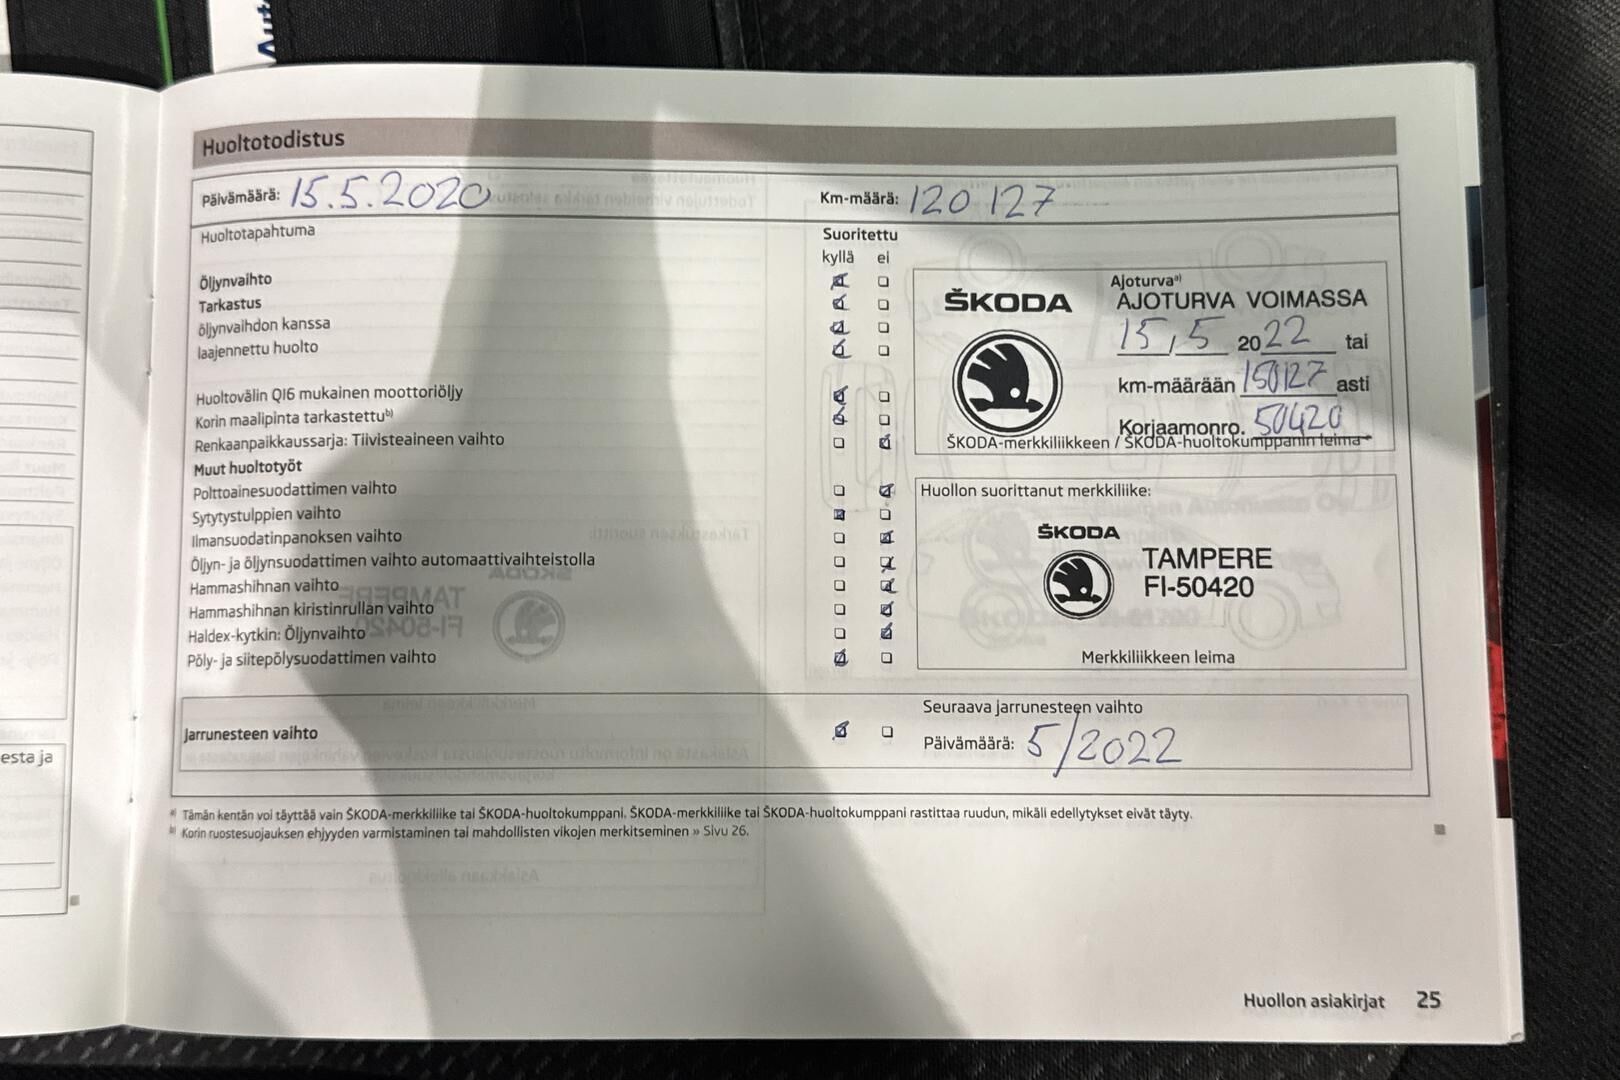 Huoltotodistus
Päivämäärä: 15.5.2020 Km-määrä: 120 127
Huoltotapahtuma Suoritettu
kyllä ei
Öljynvaihto
Tarkastus
öljynvaihdon kanssa
laajennettu huolto
Huoltovälin QI6 mukainen moottoriöljy
Korin maalipinta tarkastettu b)
Renkaanpaikkaussarja: Tiivisteaineen vaihto
Muut huoltotyöt
Polttoainesuodattimen vaihto
Sytytystulppien vaihto
Ilmansuodatinpanoksen vaihto
Öljyn- ja öljynsuodattimen vaihto automaattivaihteistolla
Hammashihnan vaihto
Hammashihnan kiristinrullan vaihto
Haldex-kytkin: Öljynvaihto
Pöly- ja siitepölysuodattimen vaihto
Ajoturva a)
ŠKODA AJOTURVA VOIMASSA
15 / 5 2022 tai
km-määrään 150127 asti
Korjaamonro. 50420
ŠKODA-merkkiliikkeen / ŠKODA-huoltokumppanin leima
Huollon suorittanut merkkiliike:
ŠKODA
TAMPERE
FI-50420
Merkkiliikkeen leima
Jarrunesteen vaihto
Seuraava jarrunesteen vaihto
Päivämäärä: 5/2022
a) Tämän kentän voi täyttää vain ŠKODA-merkkiliike tai ŠKODA-huoltokumppani. ŠKODA-merkkiliike tai ŠKODA-huoltokumppani rastittaa ruudun, mikäli edellytykset eivät täyty.
b) Korin ruostesuojauksen ehjyyden varmistaminen tai mahdollisten vikojen merkitseminen » Sivu 26.
esta ja
Huollon asiakirjat 25